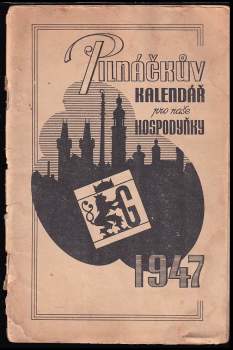 Pilnáčkův
KALENDÁŘ
pro naše
HOSPODYŇKY
G
1947